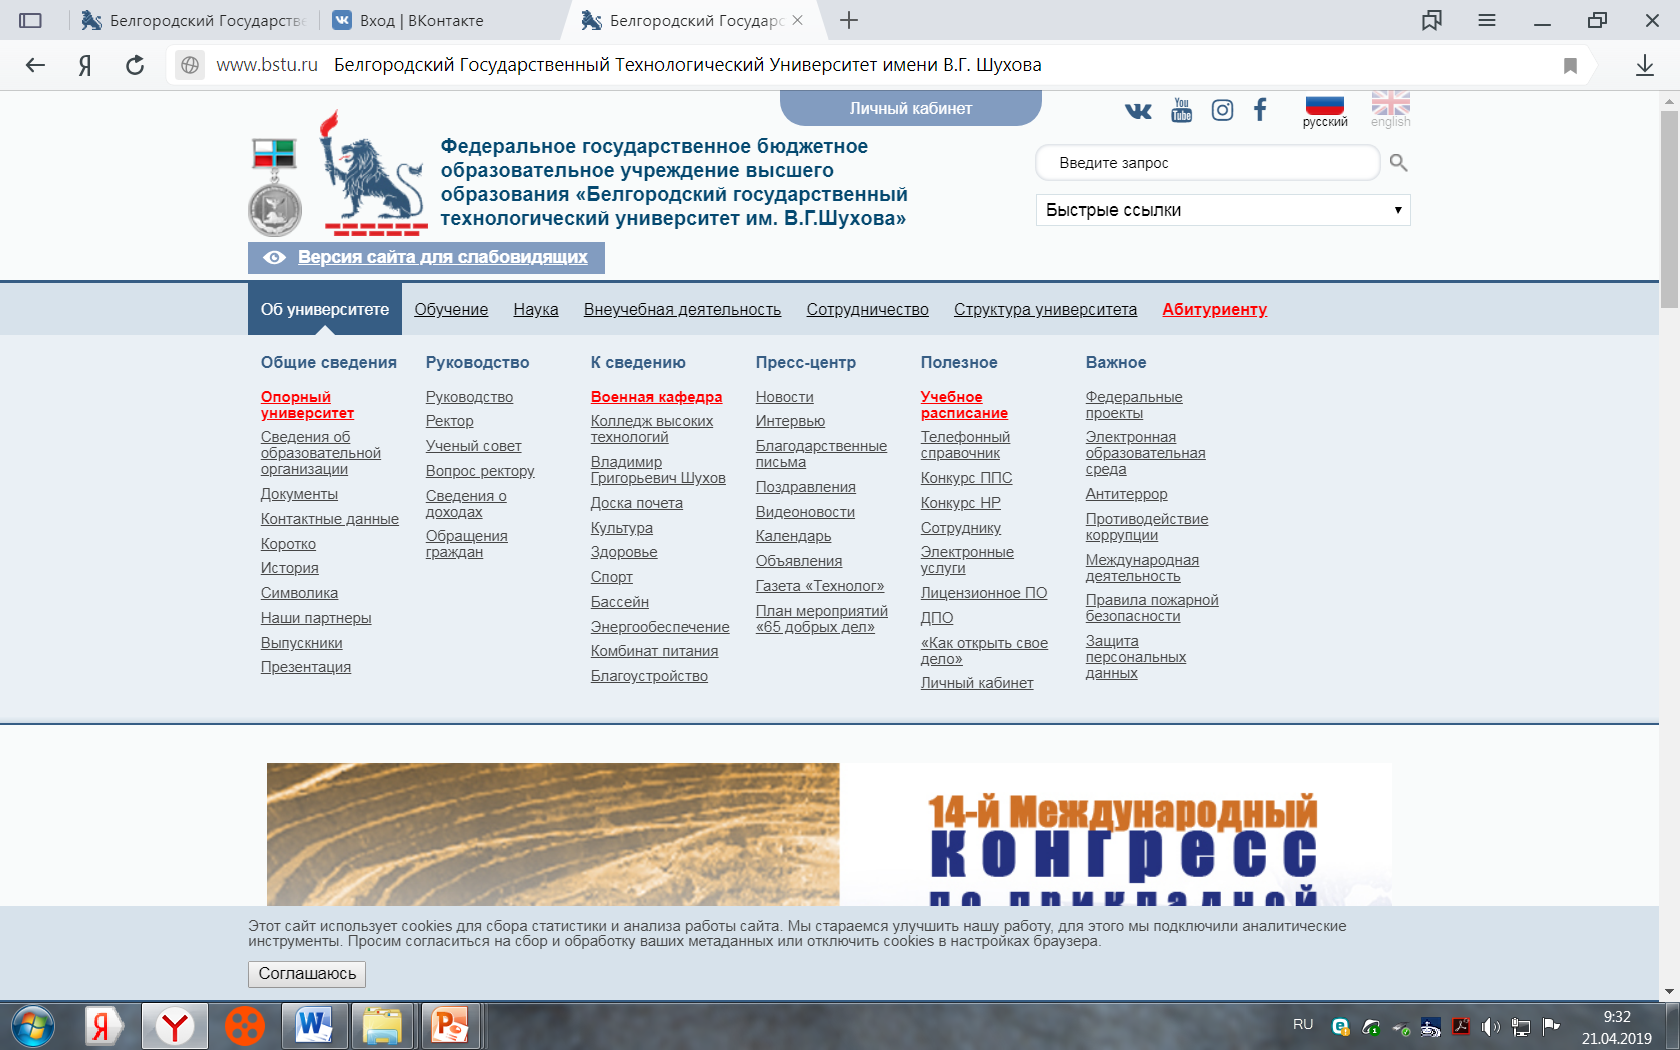 Белгородский Государстве
Вход | ВКонтакте
Белгородский Государс
www.bstu.ru Белгородский Государственный Технологический Университет имени В.Г. Шухова
Личный кабинет
You
Tube
русский
english
Федеральное государственное бюджетное
образовательное учреждение высшего
образования «Белгородский государственный
технологический университет им. В.Г.Шухова»
Введите запрос
Быстрые ссылки
Версия сайта для слабовидящих
Об университете Обучение Наука Внеучебная деятельность Сотрудничество Структура университета Абитуриенту
Общие сведения
Опорный
университет
Сведения об
образовательной
организации
Документы
Контактные данные
Коротко
История
Символика
Наши партнеры
Выпускники
Презентация
Руководство
Руководство
Ректор
Ученый совет
Вопрос ректору
Сведения о
доходах
Обращения
граждан
К сведению
Военная кафедра
Колледж высоких
технологий
Владимир
Григорьевич Шухов
Доска почета
Культура
Здоровье
Спорт
Бассейн
Энергообеспечение
Комбинат питания
Благоустройство
Пресс-центр
Новости
Интервью
Благодарственные
письма
Поздравления
Видеоновости
Календарь
Объявления
Газета «Технолог»
План мероприятий
«65 добрых дел»
Полезное
Учебное
расписание
Телефонный
справочник
Конкурс ППС
Конкурс НР
Сотруднику
Электронные
услуги
Лицензионное ПО
ДПО
«Как открыть свое
дело»
Личный кабинет
Важное
Федеральные
проекты
Электронная
образовательная
среда
Антитеррор
Противодействие
коррупции
Международная
деятельность
Правила пожарной
безопасности
Защита
персональных
данных
14-й Международный
конгресс
по прикладной
Этот сайт использует cookies для сбора статистики и анализа работы сайта. Мы стараемся улучшить нашу работу, для этого мы подключили аналитические
инструменты. Просим согласиться на сбор и обработку ваших метаданных или отключить cookies в настройках браузера.
Соглашаюсь
RU
9:32
21.04.2019